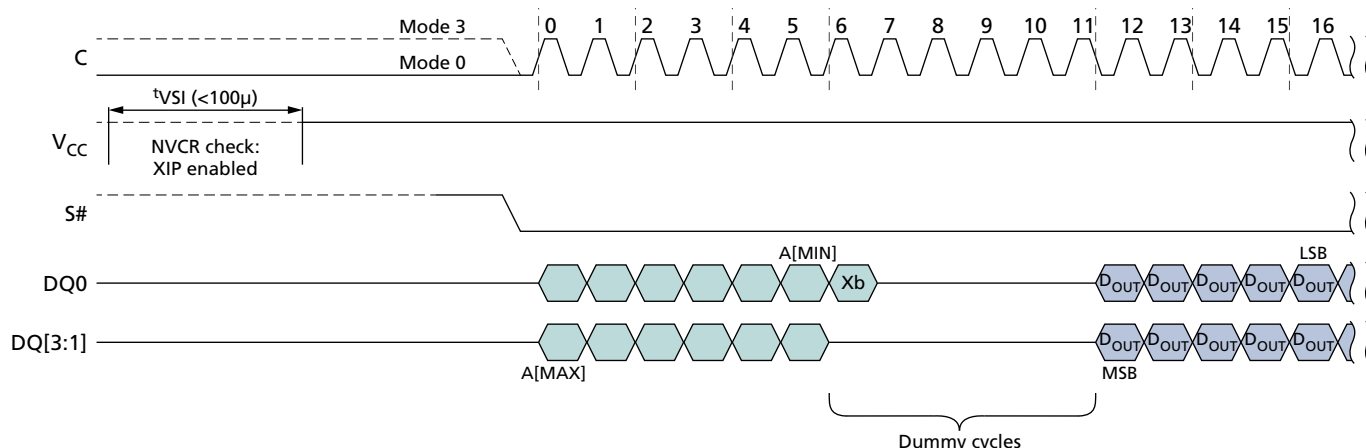 Mode 3
0 1 2 3 4 5 6 7 8 9 10 11 12 13 14 15 16
C
Mode 0
tVSI (<100µ)
VCC
NVCR check:
XIP enabled
S#
A[MIN]
LSB
DQ0
Xb
DOUT DOUT DOUT DOUT DOUT
DQ[3:1]
DOUT DOUT DOUT DOUT DOUT
A[MAX]
MSB
Dummy cycles